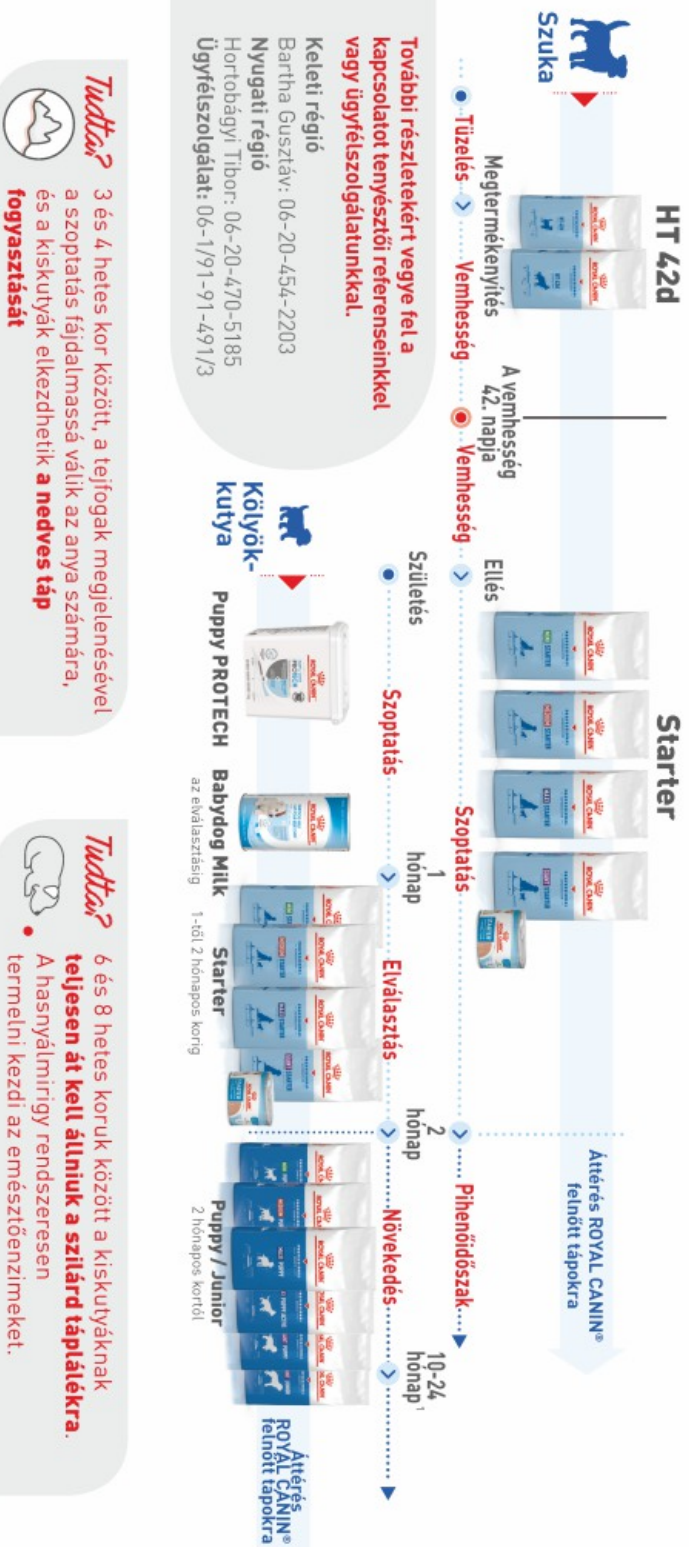 HT 42d
Starter
Szuka
Áttérés ROYAL CANIN®
felnőtt tápokra
Megtermékenyítés
A vemhesség
42. napja
Ellés
Tüzelés
Vemhesség
Vemhesség
Szoptatás
Pihenőidőszak
További részletekért vegye fel a
kapcsolatot tenyésztői referenseinkkel
vagy ügyfélszolgálatunkkal.
Keleti régió
Bartha Gusztáv: 06-20-454-2203
Nyugati régió
Hortobágyi Tibor: 06-20-470-5185
Ügyfélszolgálat: 06-1/91-91-491/3
Születés
1
hónap
2
hónap
10-24
hónap¹
Szoptatás
Elválasztás
Növekedés
Kölyök-
kutya
Puppy PROTECH
Babydog Milk
az elválasztásig
Starter
1-től 2 hónapos korig
Puppy / Junior
2 hónapos kortól
Áttérés
ROYAL CANIN®
felnőtt tápokra
Tudta?
3 és 4 hetes kor között, a tejfogak megjelenésével
a szoptatás fájdalmassá válik az anya számára,
és a kiskutyák elkezdhetik a nedves táp
fogyasztását
Tudta?
6 és 8 hetes koruk között a kiskutyáknak
teljesen át kell állniuk a szilárd táplálékra.
A hasnyálmirigy rendszeresen
termelni kezdi az emésztőenzimeket.